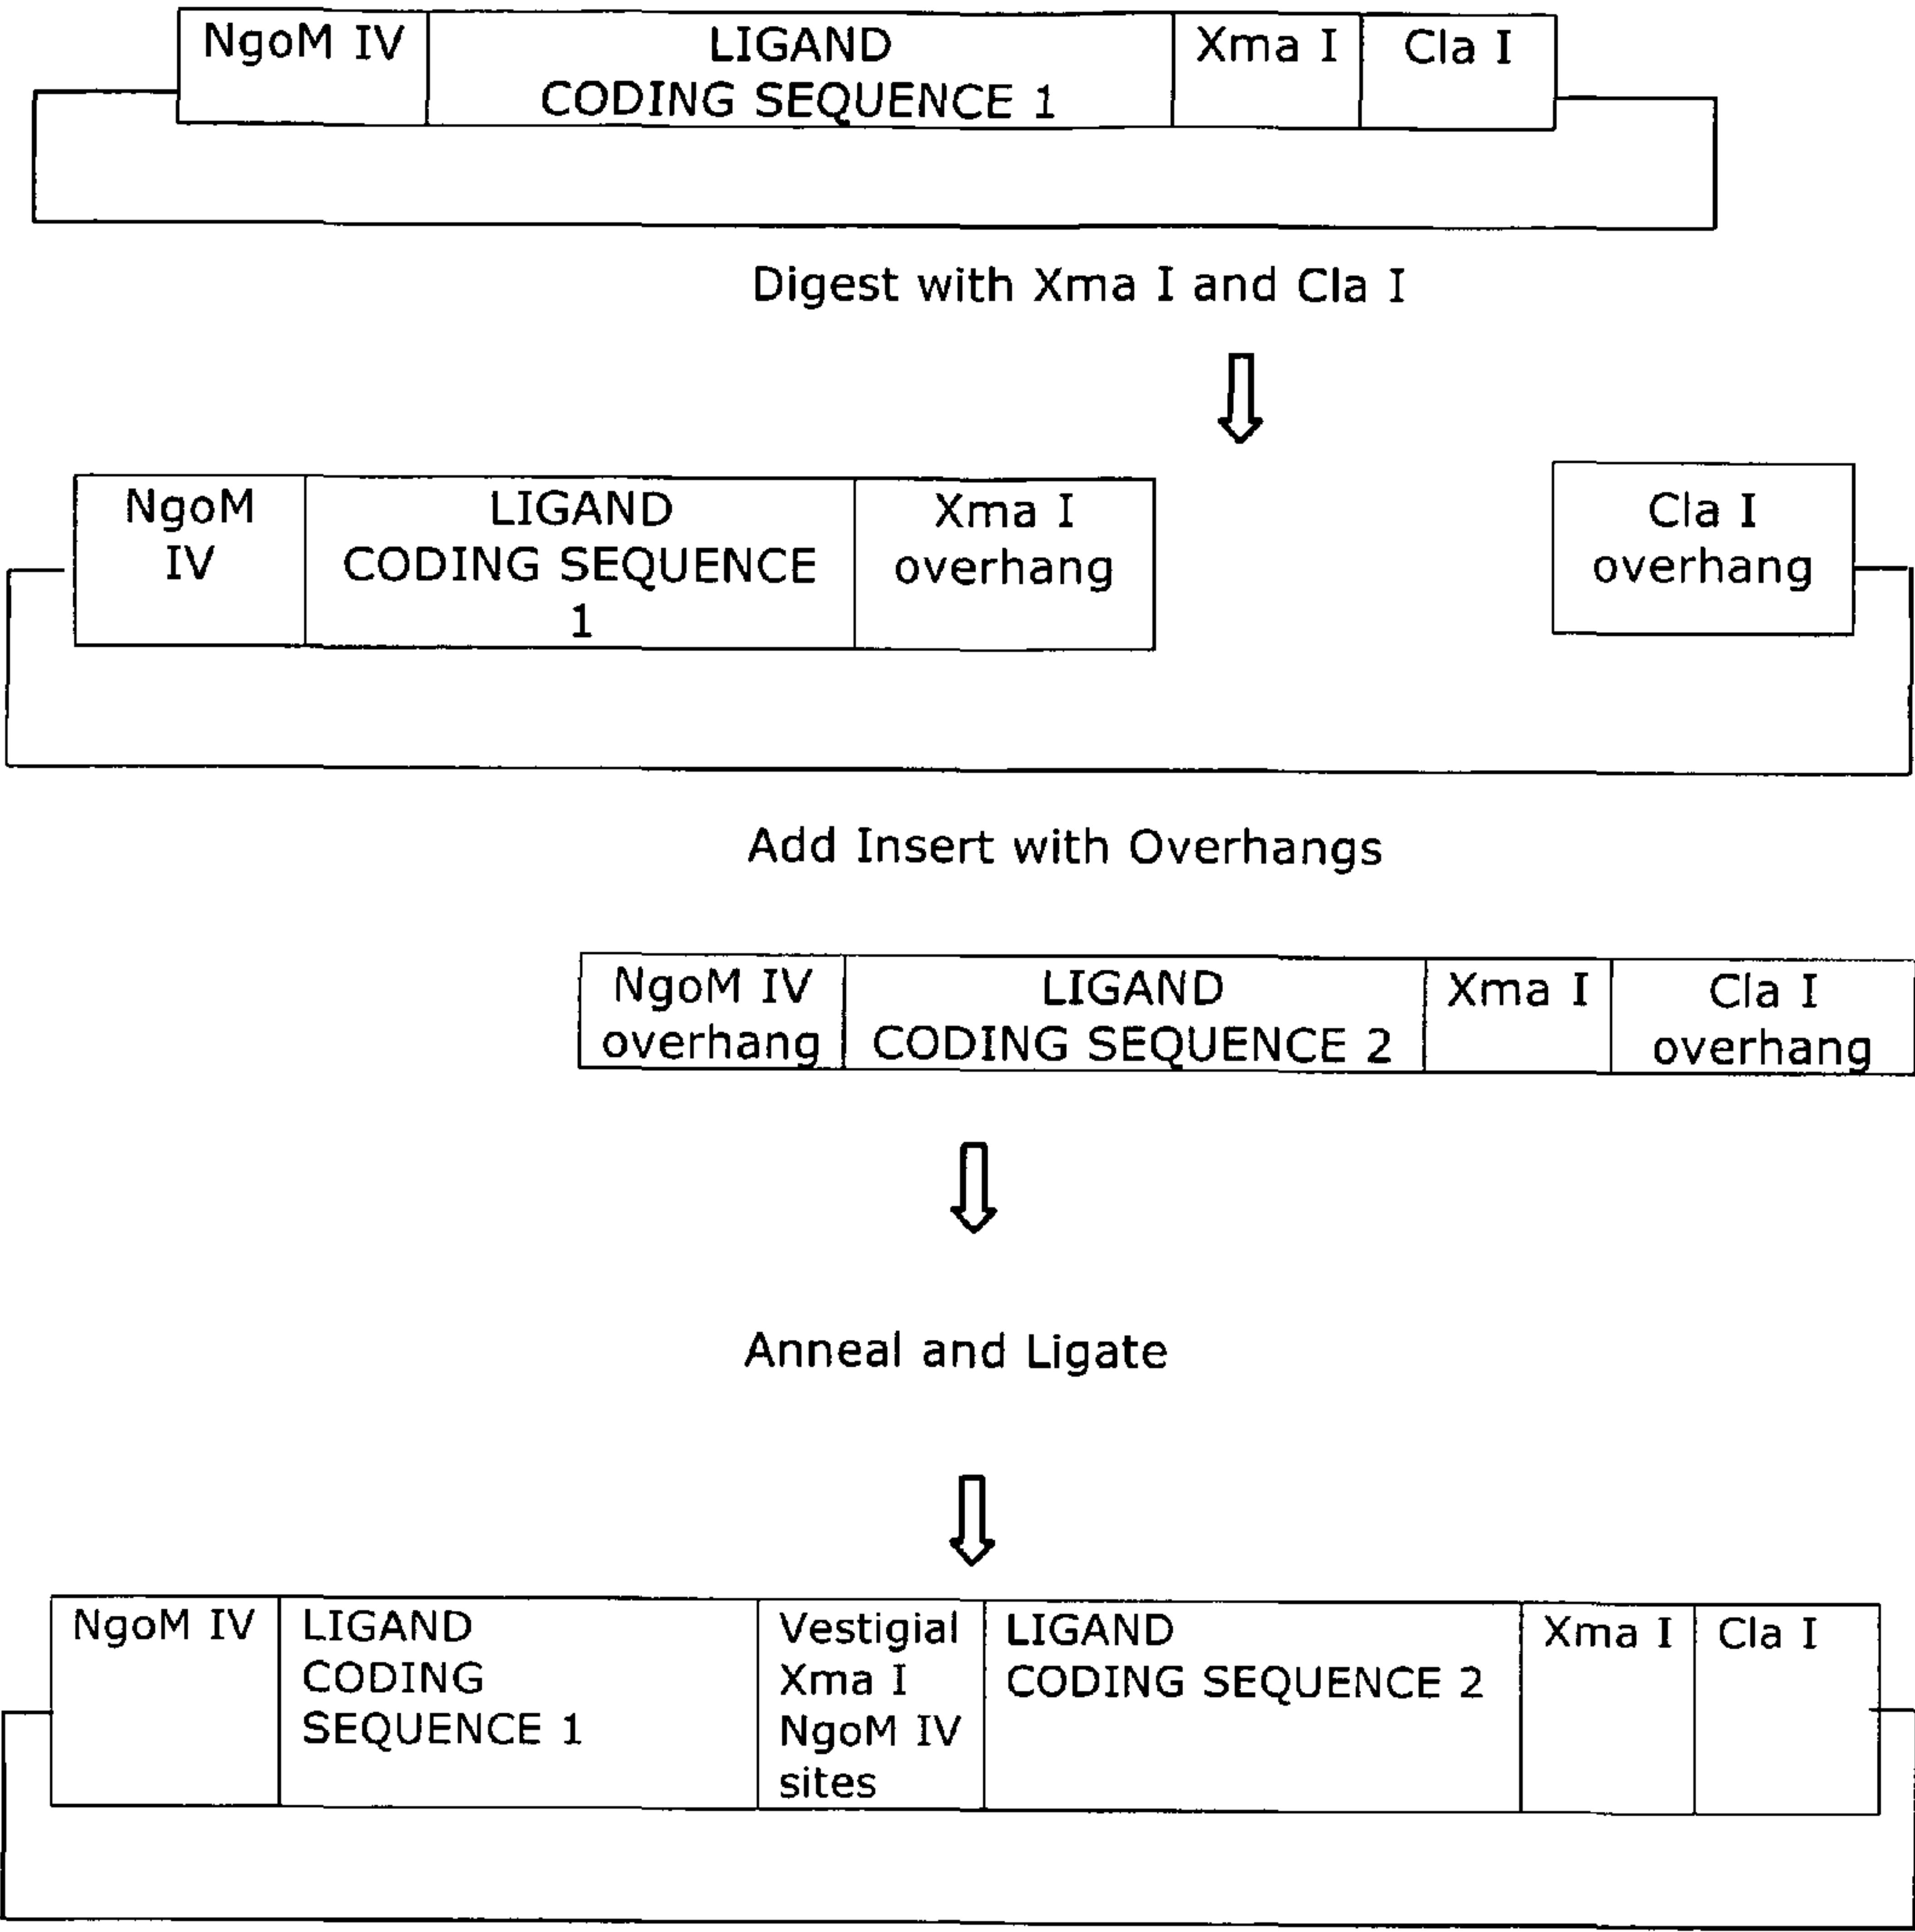 NgoM IV
LIGAND
CODING SEQUENCE 1
Xma I
Cla I
Digest with Xma I and Cla I
NgoM
IV
LIGAND
CODING SEQUENCE
1
Xma I
overhang
Cla I
overhang
Add Insert with Overhangs
NgoM IV
overhang
LIGAND
CODING SEQUENCE 2
Xma I
Cla I
overhang
Anneal and Ligate
NgoM IV
LIGAND
CODING
SEQUENCE 1
Vestigial
Xma I
NgoM IV
sites
LIGAND
CODING SEQUENCE 2
Xma I
Cla I